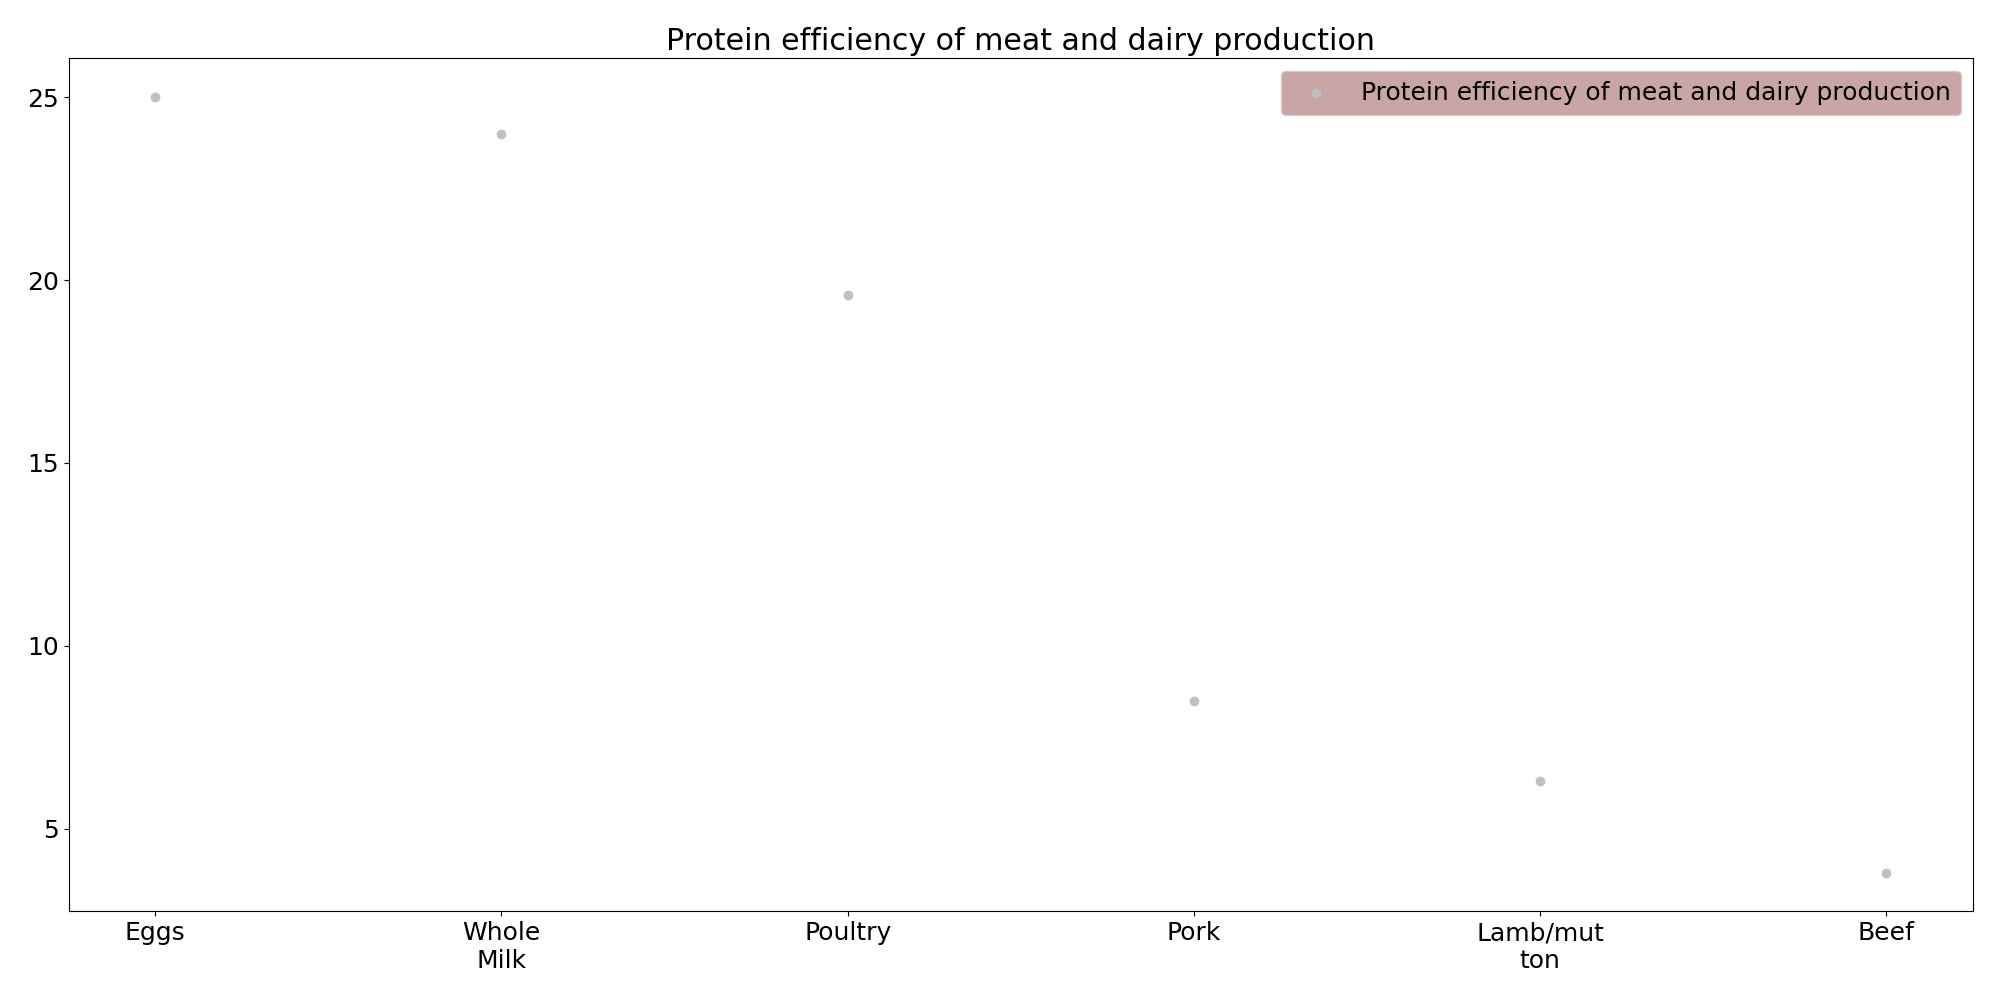 Protein efficiency of meat and dairy production
Protein efficiency of meat and dairy production
25
20
15
10
5
Eggs
Whole
Milk
Poultry
Pork
Lamb/mut
ton
Beef